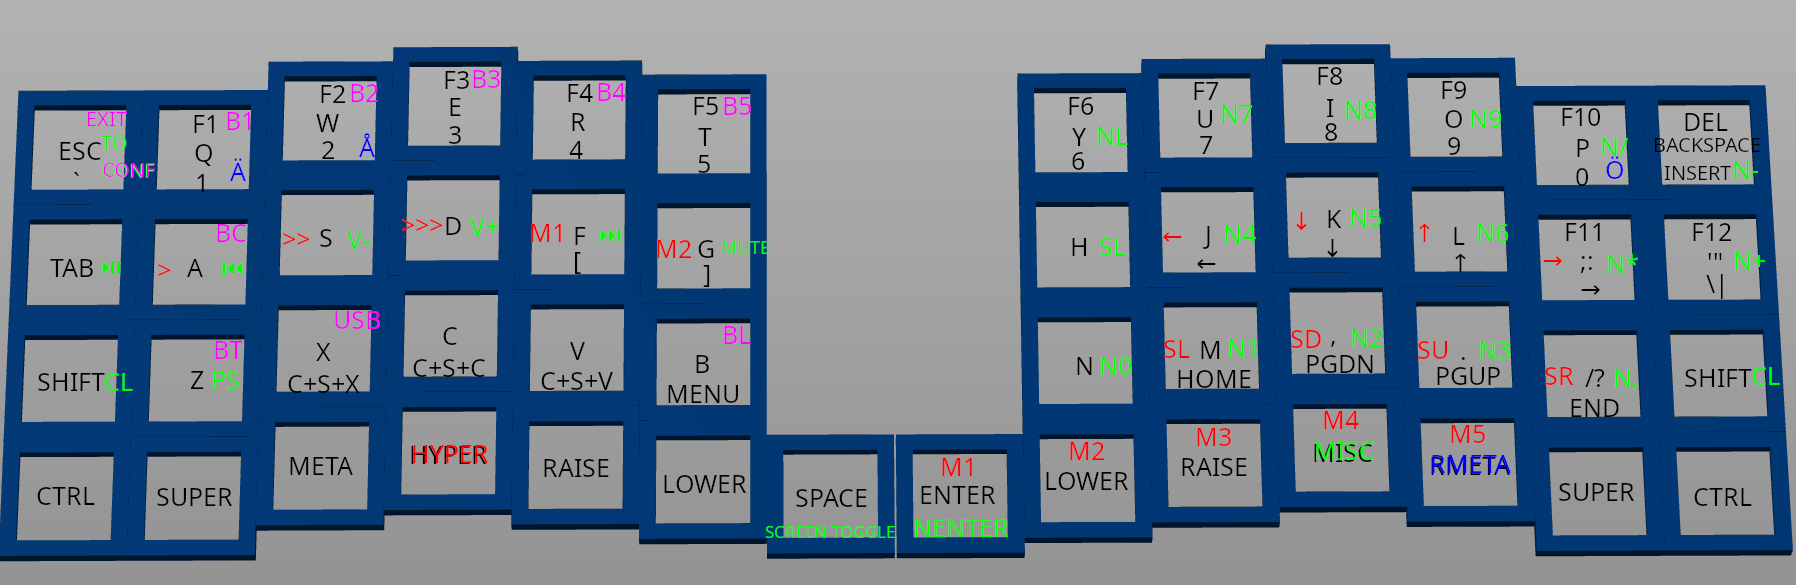 EXIT
ESC TO
` CONF
F1 B1
Q
1 Ä
F2 B2
W
2 Å
F3 B3
E
3
F4 B4
R
4
F5 B5
T
5
F6
Y NL
6
F7
U N7
7
F8
I N8
8
F9
O N9
9
F10
P N/
0 Ö
DEL
BACKSPACE
INSERT N-
TAB ⏯
BC
> A ⏮
>> S V-
>>> D V+
M1 F ⏭
[
M2 G MUTE
]
H SL
← J N4
←
↓ K N5
↓
↑ L N6
↑
F11
→ ;: N*
→
F12
'" N+
\|
SHIFT CL
BT
Z PS
USB
X
C+S+X
C
C+S+C
V
C+S+V
BL
B
MENU
N N0
SL M N1
HOME
SD , N2
PGDN
SU . N3
PGUP
SR /? N,
END
SHIFT CL
CTRL
SUPER
META
HYPER
RAISE
LOWER
SPACE
SCREEN TOGGLE
M1
ENTER
NENTER
M2
LOWER
M3
RAISE
M4
MISC
M5
RMETA
SUPER
CTRL